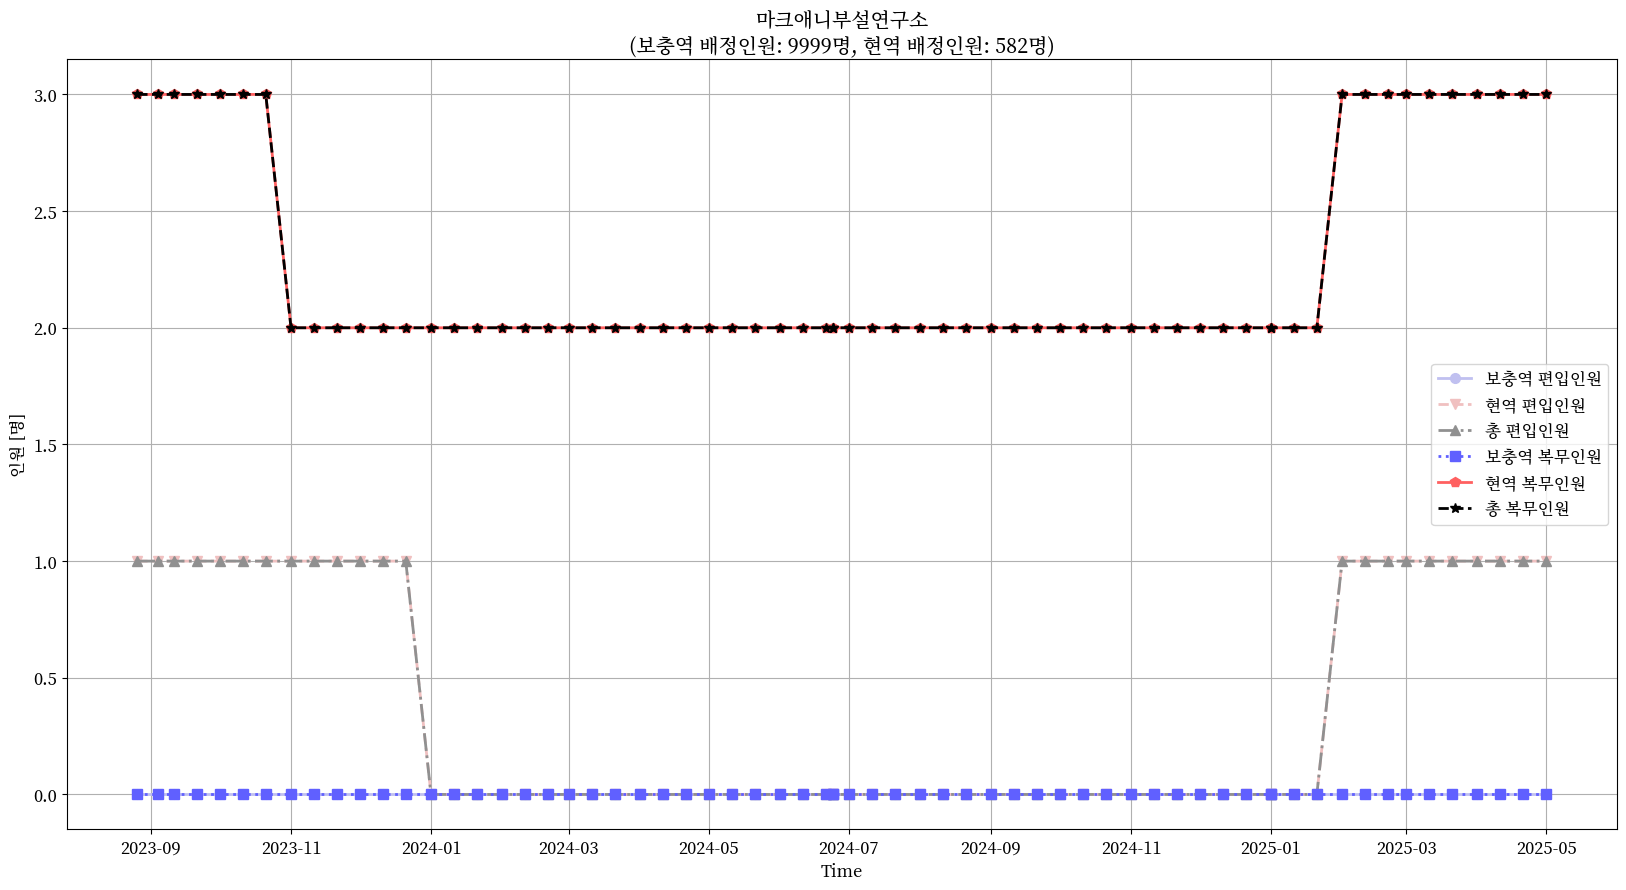 마크애니부설연구소
(보충역 배정인원: 9999명, 현역 배정인원: 582명)
인원 [명]
3.0
2.5
2.0
1.5
1.0
0.5
0.0
보충역 편입인원
현역 편입인원
총 편입인원
보충역 복무인원
현역 복무인원
총 복무인원
2023-09 2023-11 2024-01 2024-03 2024-05 2024-07 2024-09 2024-11 2025-01 2025-03 2025-05
Time